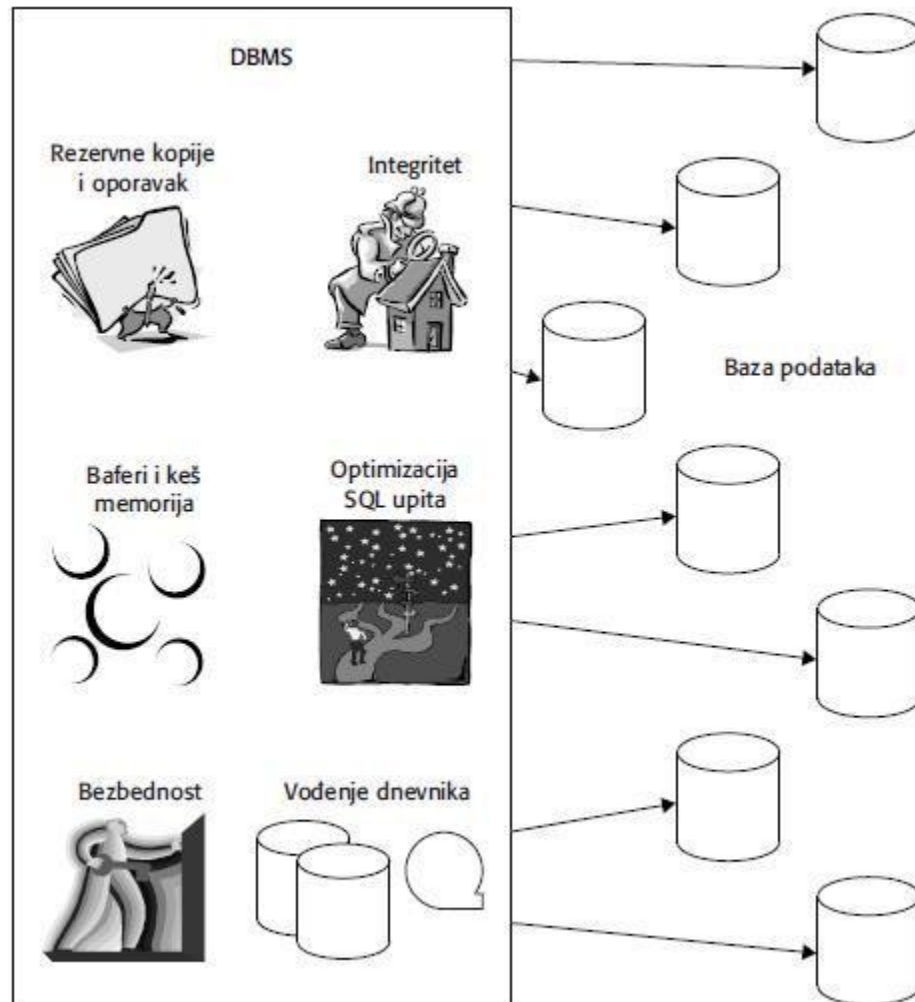 DBMS
Rezervne kopije
i oporavak
Integritet
Baza podataka
Baferi i keš
memorija
Optimizacija
SQL upita
Bezbednost
Vođenje dnevnika